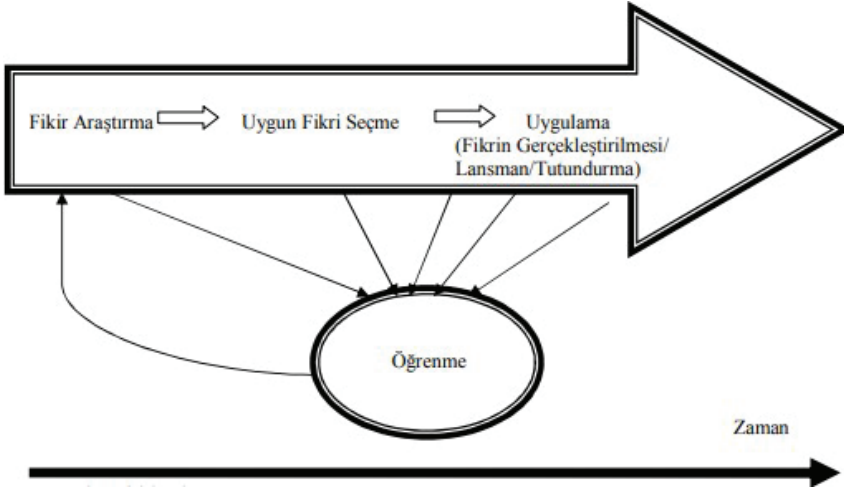 Fikir Araştırma
Uygun Fikri Seçme
Uygulama
(Fikrin Gerçekleştirilmesi/
Lansman/Tutundurma)
Öğrenme
Zaman